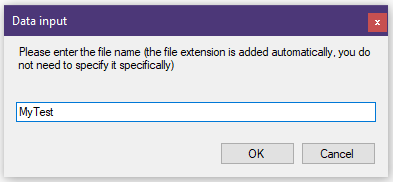 Data input
x
Please enter the file name (the file extension is added automatically, you do
not need to specify it specifically)
MyTest
OK
Cancel